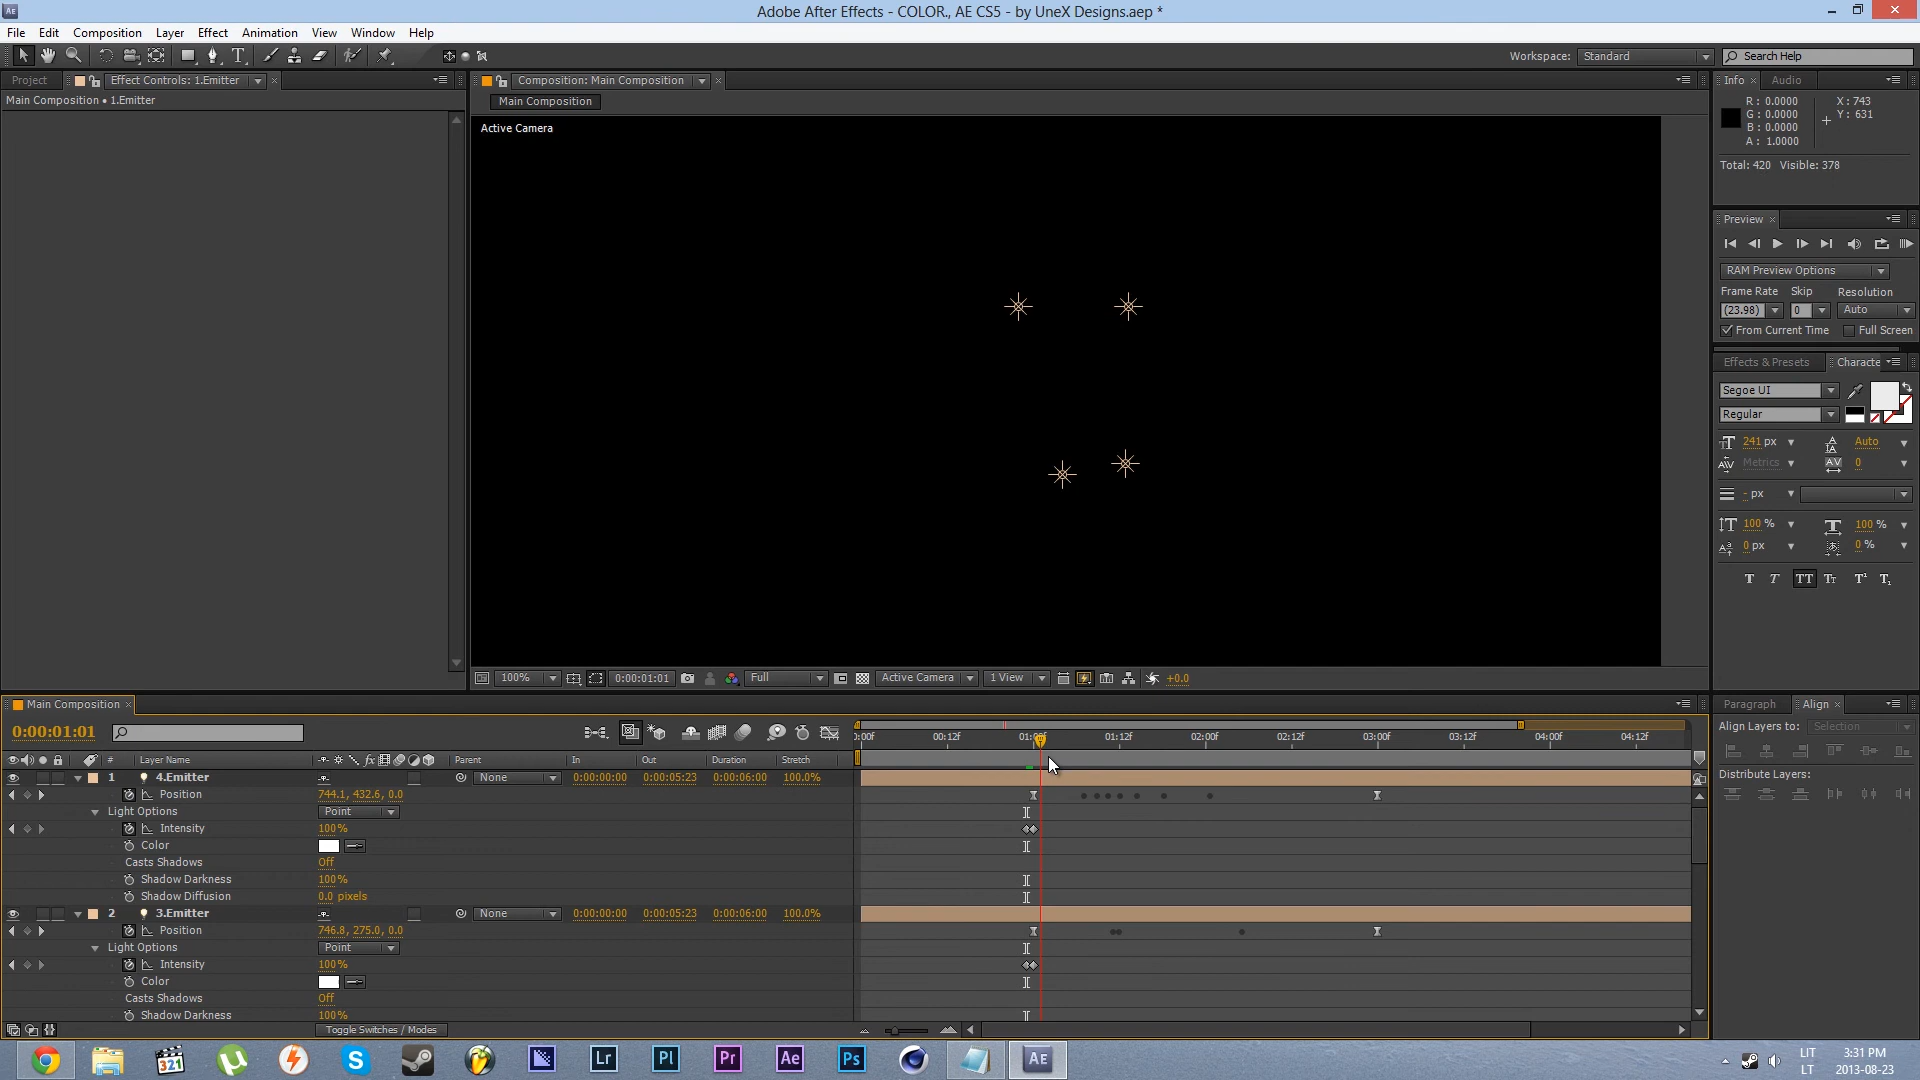 Adobe After Effects - COLOR., AE CS5 - by UneX Designs.aep *
File Edit Composition Layer Effect Animation View Window Help
Workspace: Standard Search Help
Project Effect Controls: 1.Emitter Composition: Main Composition Info Audio
Main Composition • 1.Emitter
Main Composition
Active Camera
R: 0.0000
G: 0.0000
B: 0.0000
A: 1.0000
X: 743
Y: 631
Total: 420 Visible: 378
Preview
RAM Preview Options
Frame Rate Skip Resolution
(23.98) 0 Auto
From Current Time Full Screen
Effects & Presets Characte
Segoe UI
Regular
241 px Auto
Metrics 0
- px
100 % 100 %
0 px 0 %
T T TT Tt T¹ T₁
100% 0:00:01:01 Full Active Camera 1 View +0.0
Main Composition
0:00:01:01
:00f 00:12f 01:00f 01:12f 02:00f 02:12f 03:00f 03:12f 04:00f 04:12f
# Layer Name Parent In Out Duration Stretch
1 4.Emitter None 0:00:00:00 0:00:05:23 0:00:06:00 100.0%
Position 744.1, 432.6, 0.0
Light Options Point
Intensity 100%
Color
Casts Shadows Off
Shadow Darkness 100%
Shadow Diffusion 0.0 pixels
2 3.Emitter None 0:00:00:00 0:00:05:23 0:00:06:00 100.0%
Position 746.8, 275.0, 0.0
Light Options Point
Intensity 100%
Color
Casts Shadows Off
Shadow Darkness 100%
Toggle Switches / Modes
Paragraph Align
Align Layers to: Selection
Distribute Layers:
321 Lr Pl Pr Ae Ps AE
LIT
LT
3:31 PM
2013-08-23